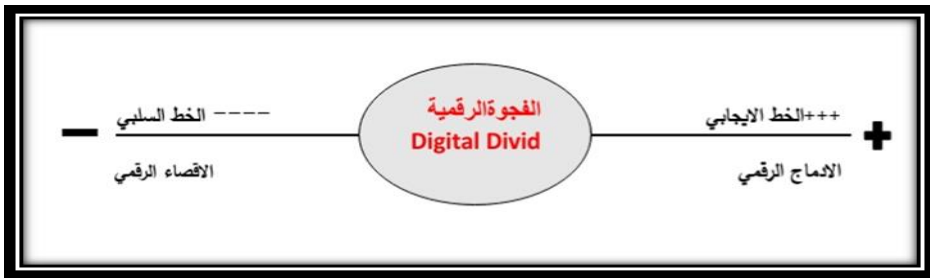 +++الخط الايجابي
+
الادماج الرقمي
الفجوةالرقمية
Digital Divid
---- الخط السلبي
-
الاقصاء الرقمي